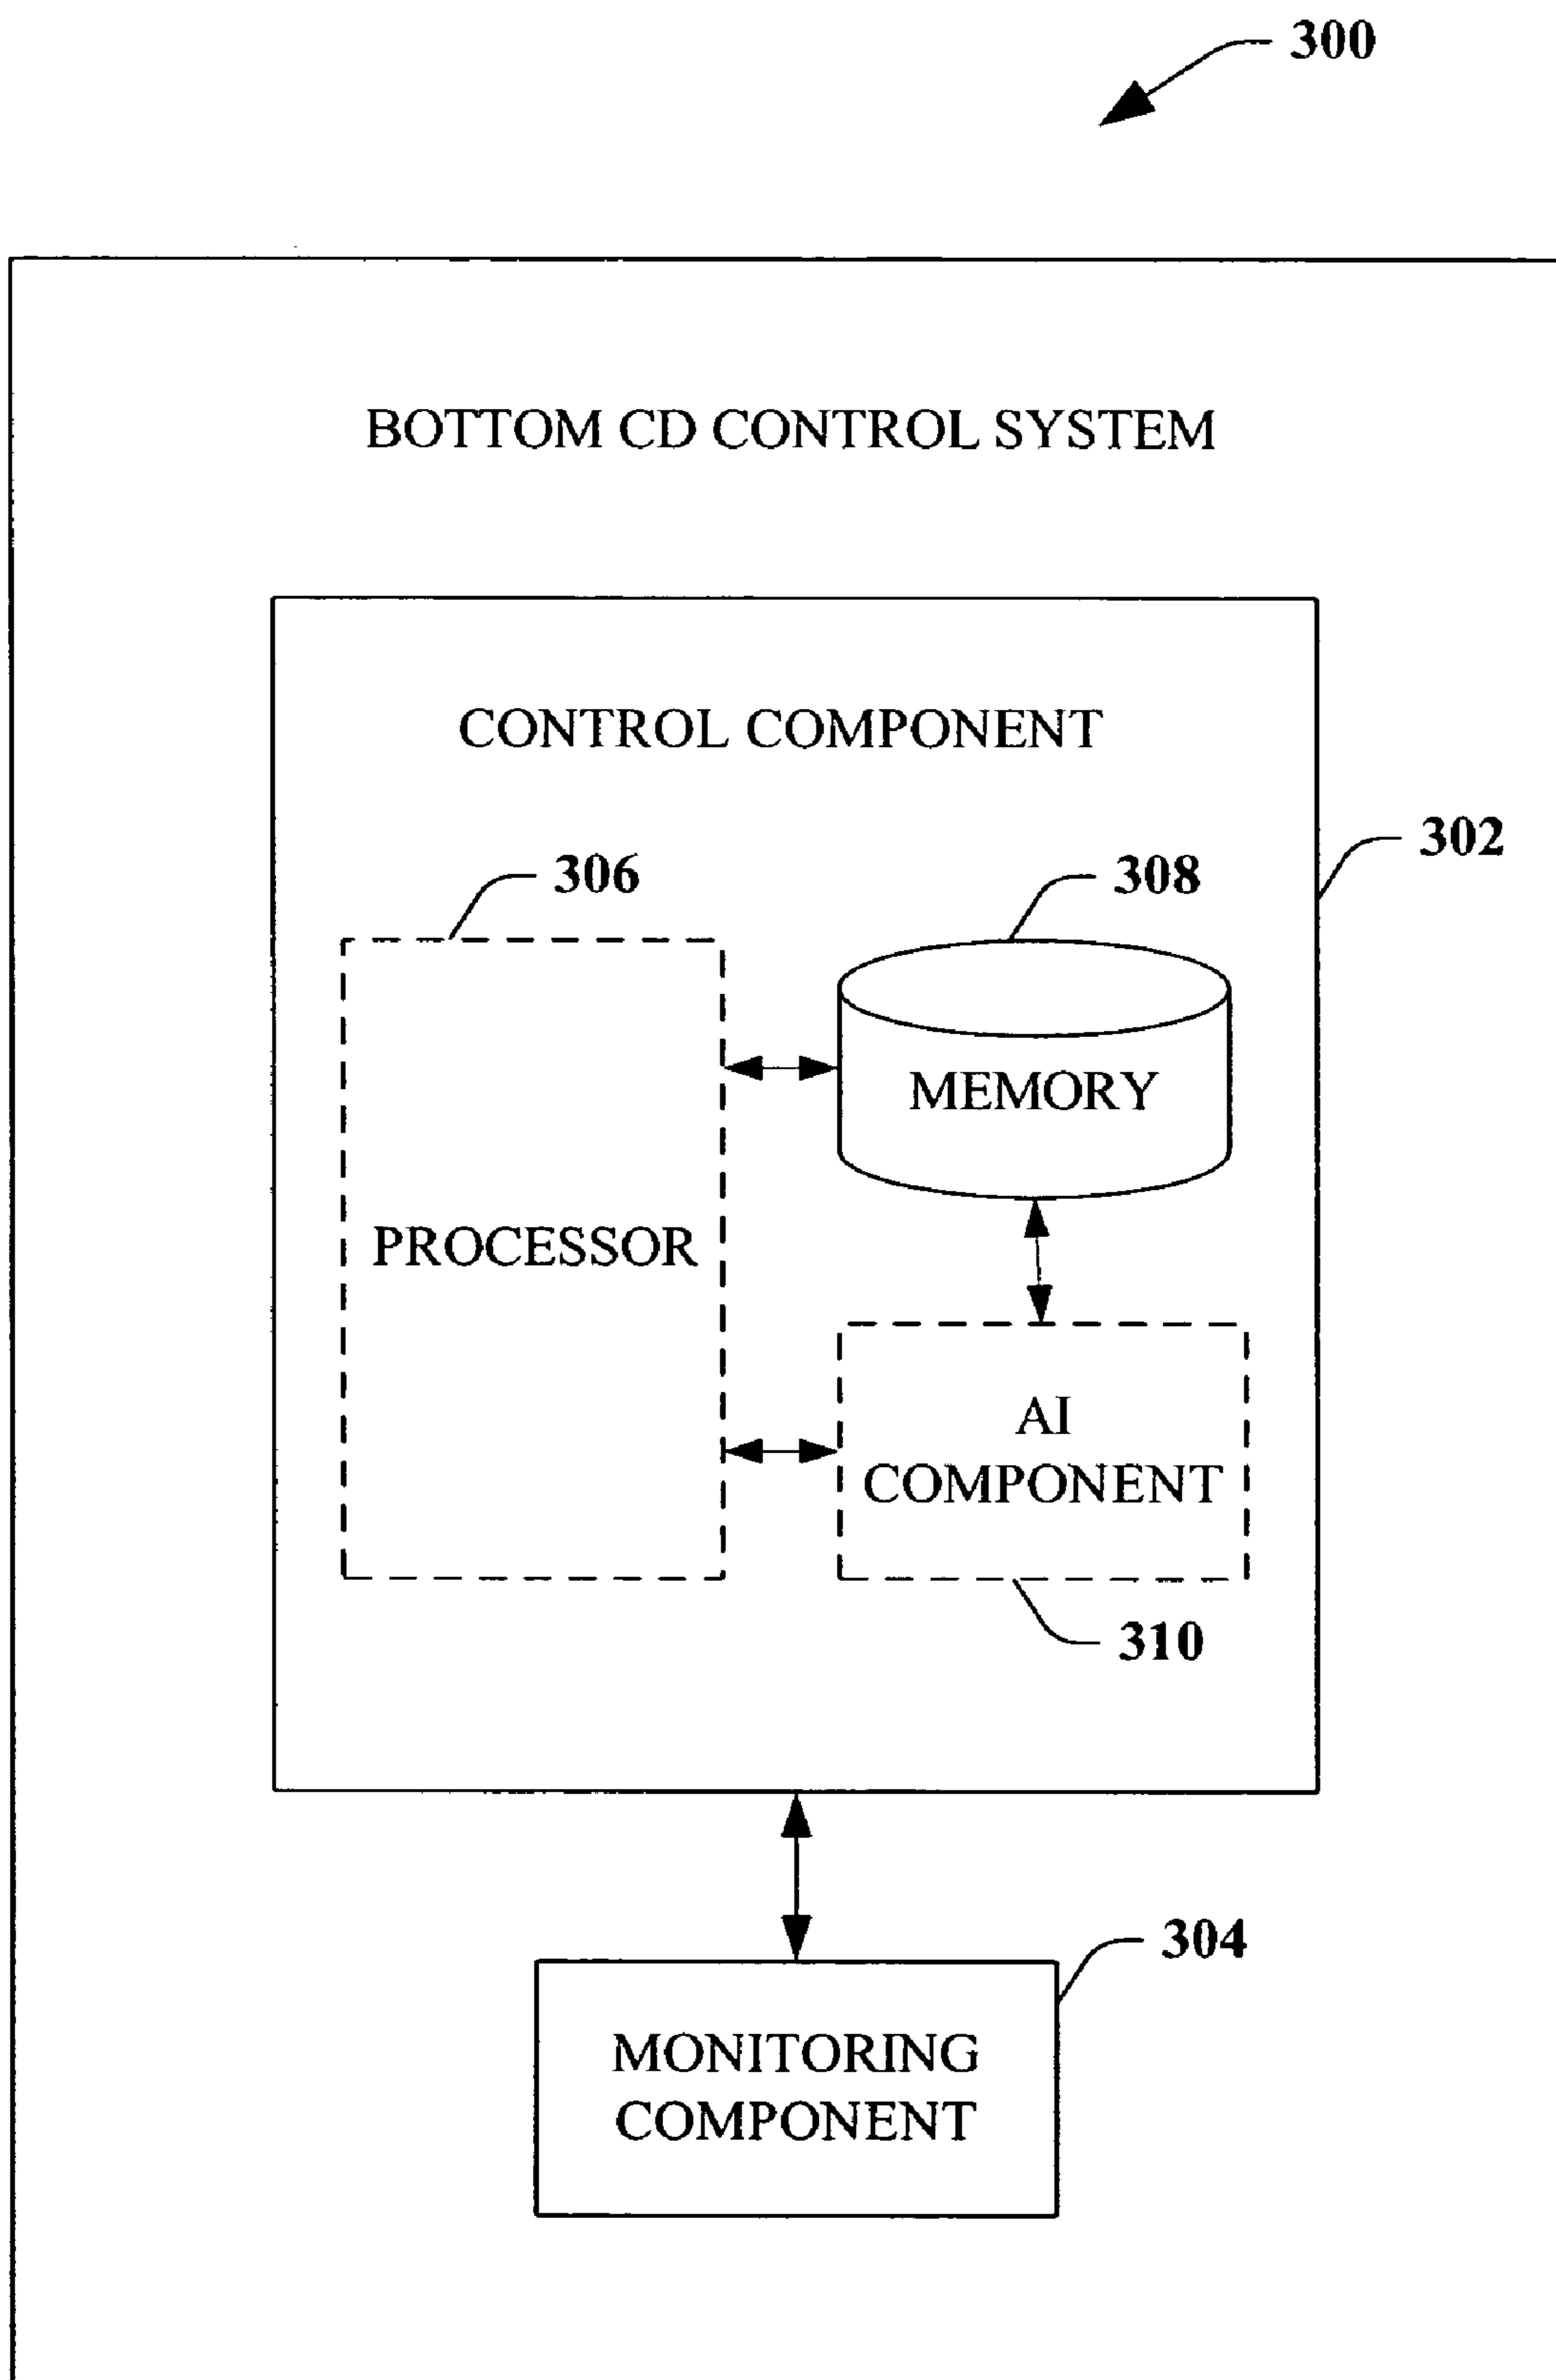 300
BOTTOM CD CONTROL SYSTEM
CONTROL COMPONENT
302
306
308
MEMORY
PROCESSOR
AI
COMPONENT
310
304
MONITORING
COMPONENT